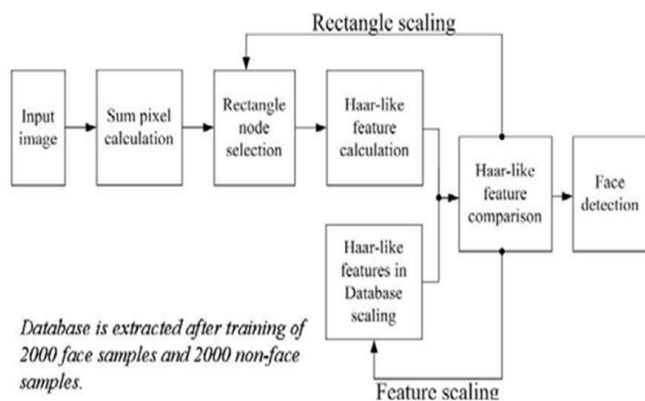 Rectangle scaling
Input
image
Sum pixel
calculation
Rectangle
node
selection
Haar-like
feature
calculation
Haar-like
feature
comparison
Face
detection
Haar-like
features in
Database
scaling
Database is extracted after training of
2000 face samples and 2000 non-face
samples.
Feature scaling